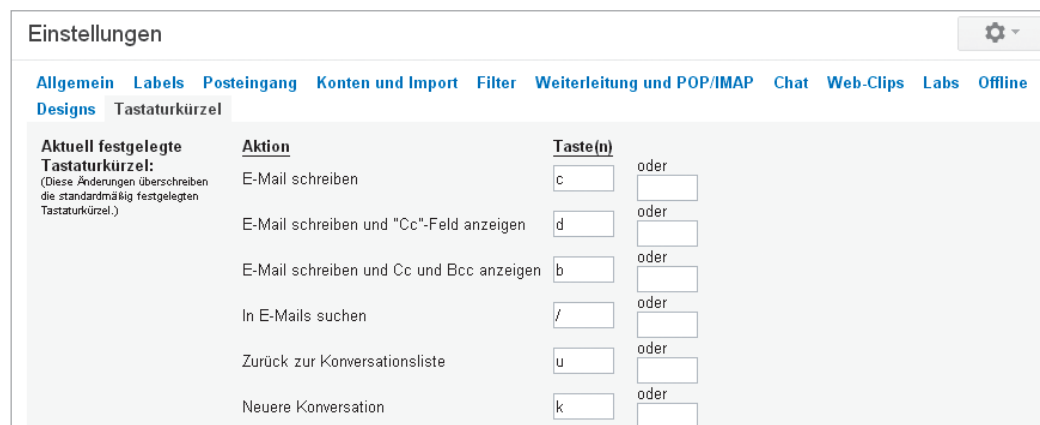 Einstellungen
Allgemein Labels Posteingang Konten und Import Filter Weiterleitung und POP/IMAP Chat Web-Clips Labs Offline
Designs Tastaturkürzel
Aktuell festgelegte
Tastaturkürzel:
(Diese Änderungen überschreiben
die standardmäßig festgelegten
Tastaturkürzel.)
Aktion Taste(n)
E-Mail schreiben c oder
E-Mail schreiben und "Cc"-Feld anzeigen d oder
E-Mail schreiben und Cc und Bcc anzeigen b oder
In E-Mails suchen / oder
Zurück zur Konversationsliste u oder
Neuere Konversation k oder